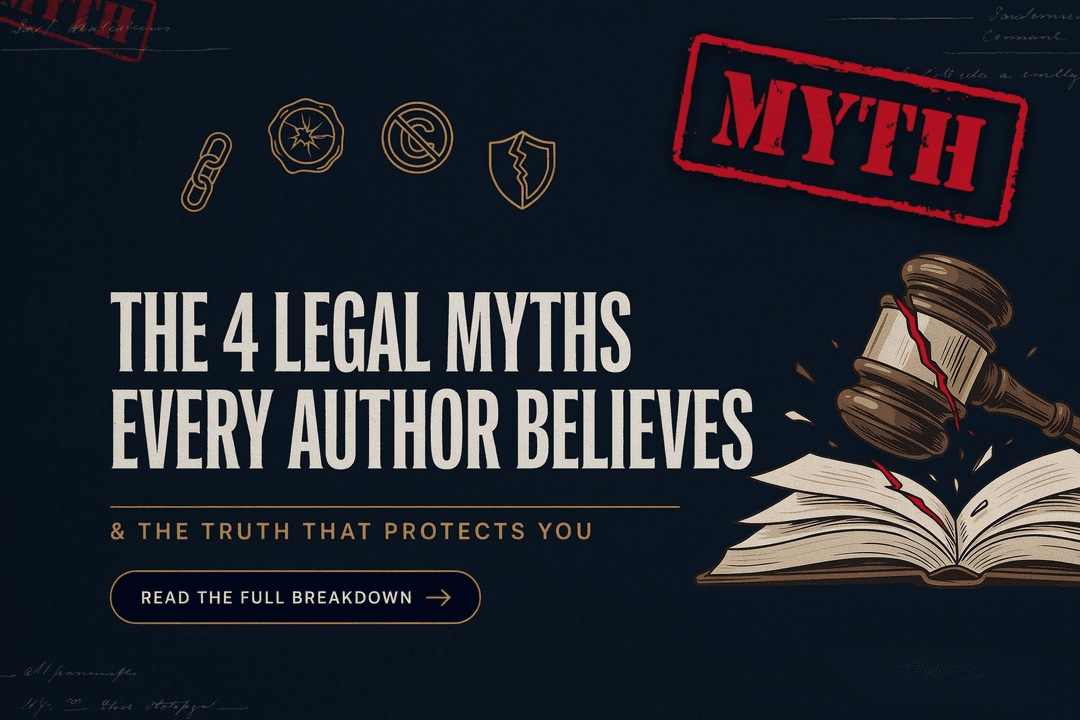 MYTH
MYTH
C
THE 4 LEGAL MYTHS
EVERY AUTHOR BELIEVES
& THE TRUTH THAT PROTECTS YOU
READ THE FULL BREAKDOWN →